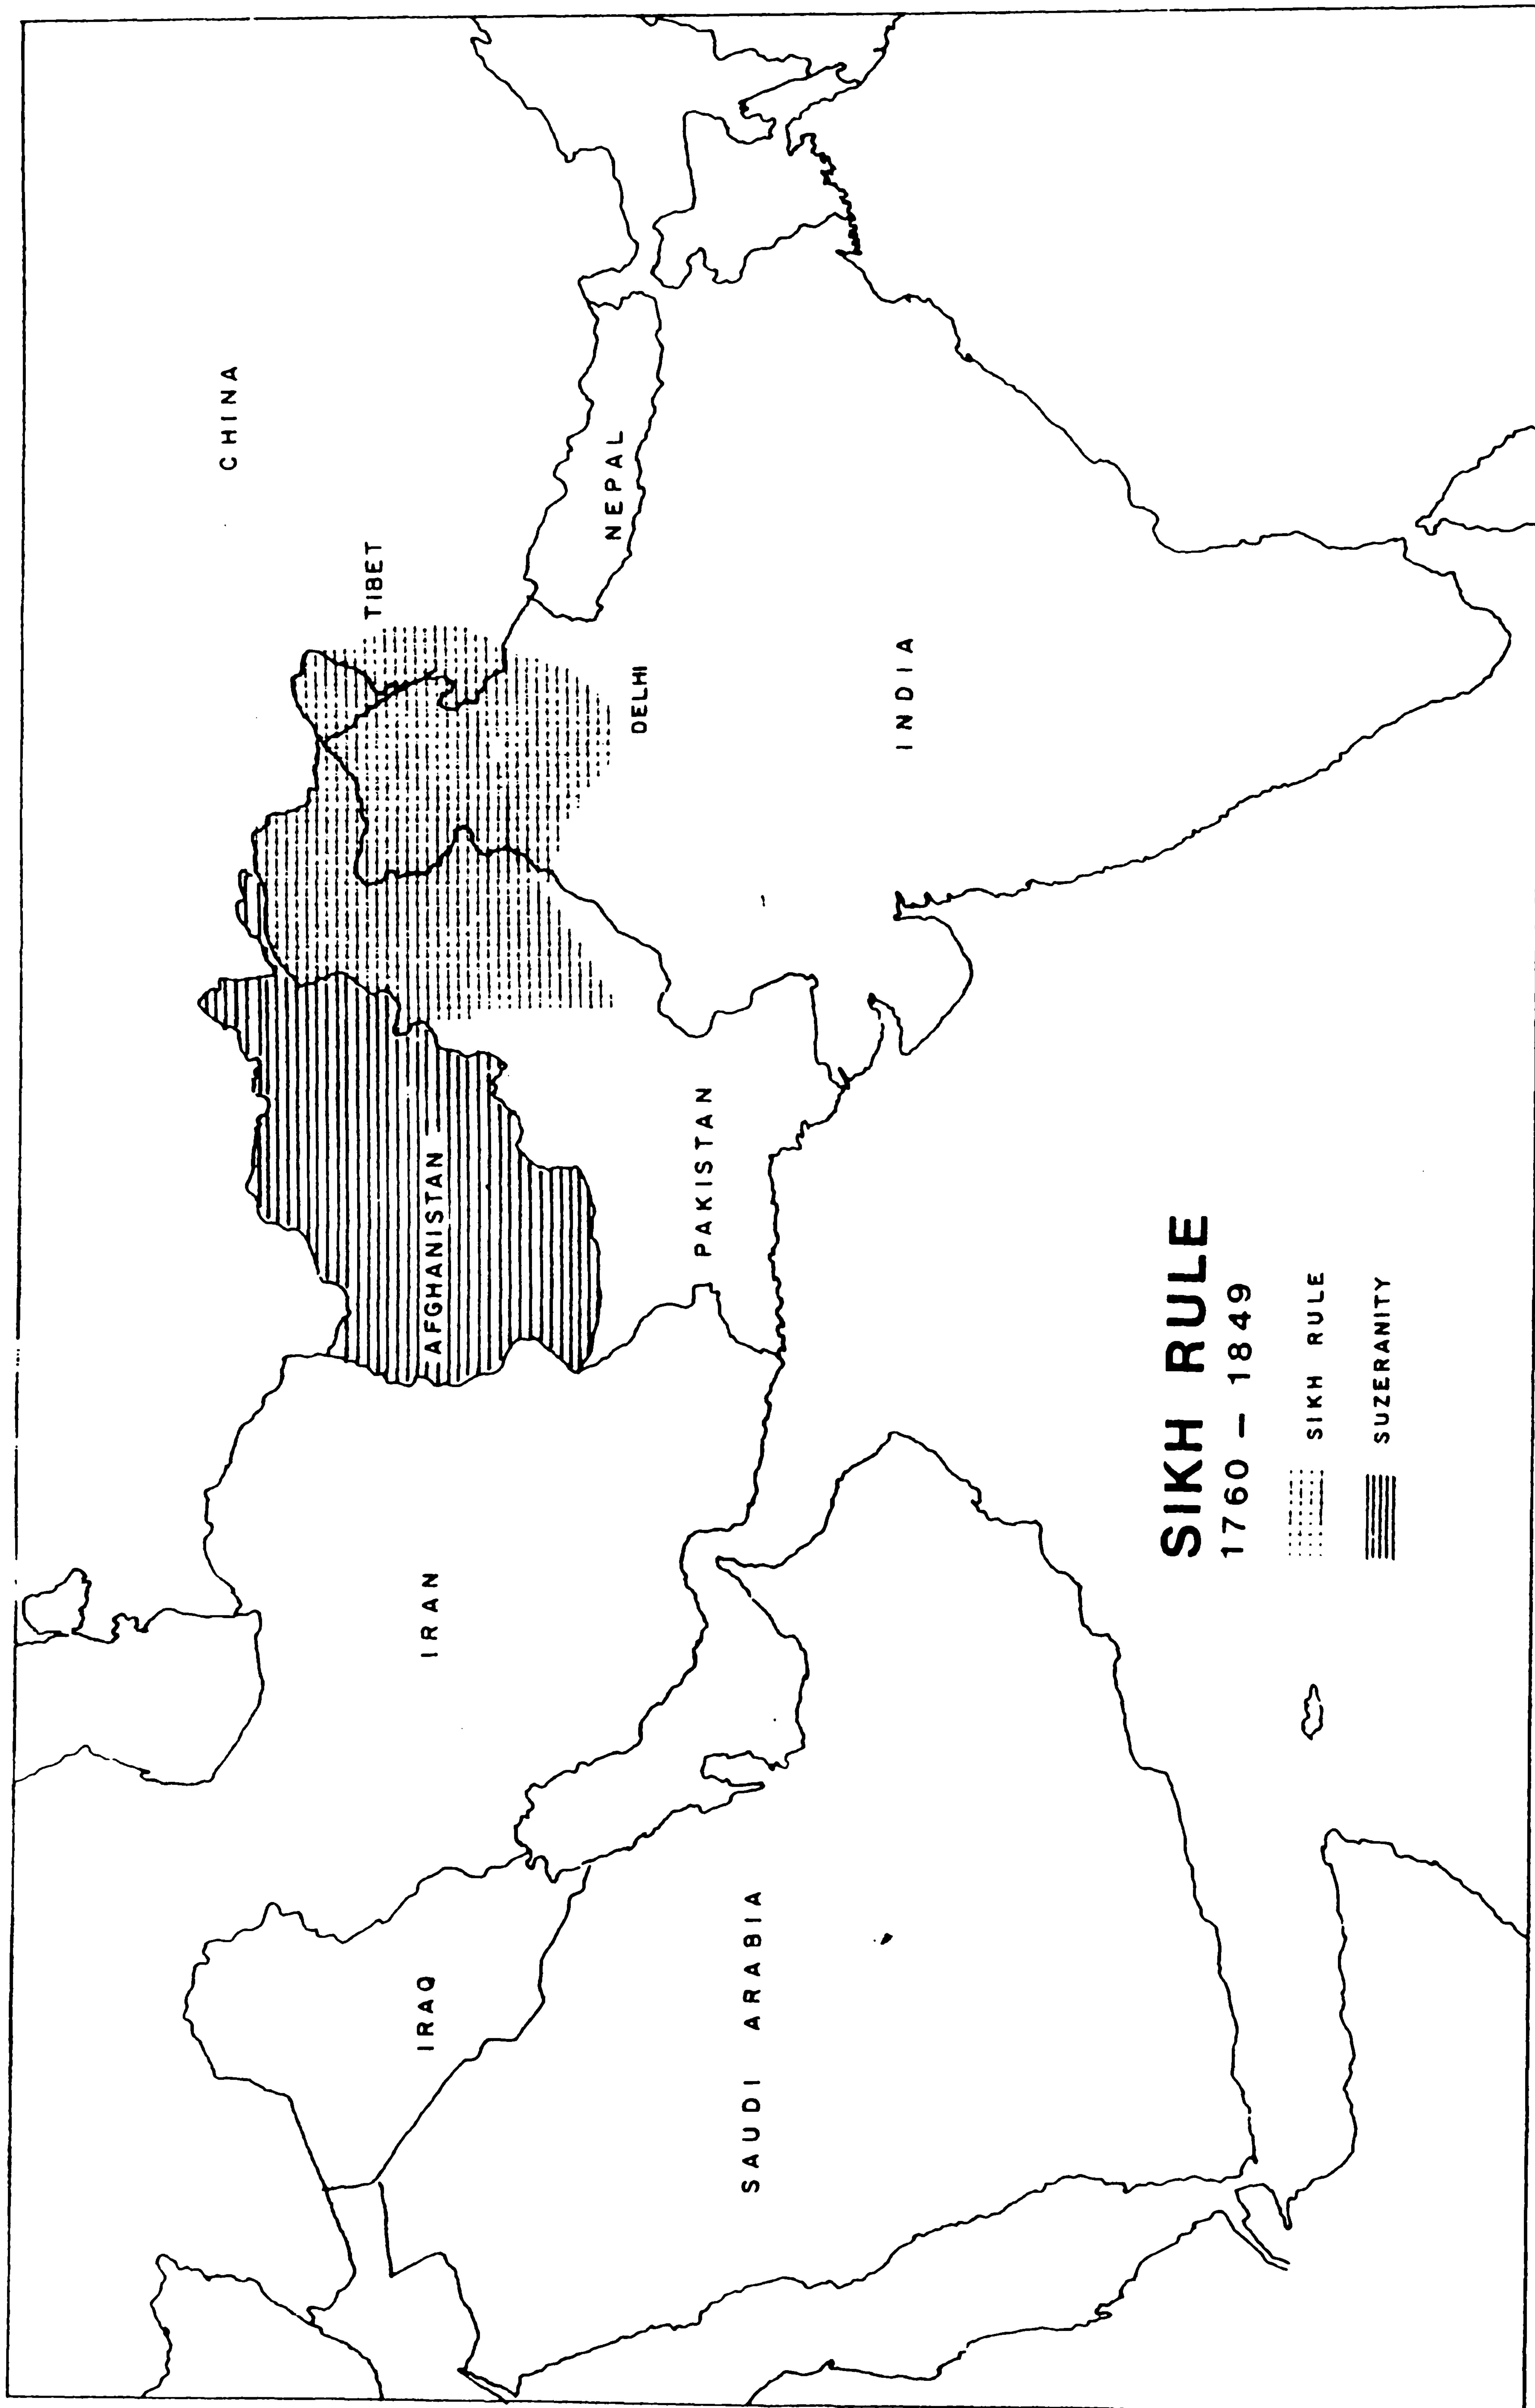 CHINA
TIBET
NEPAL
DELHI
INDIA
AFGHANISTAN
PAKISTAN
IRAN
IRAQ
SAUDI ARABIA
SIKH RULE
1760 – 1849
SIKH RULE
SUZERANITY